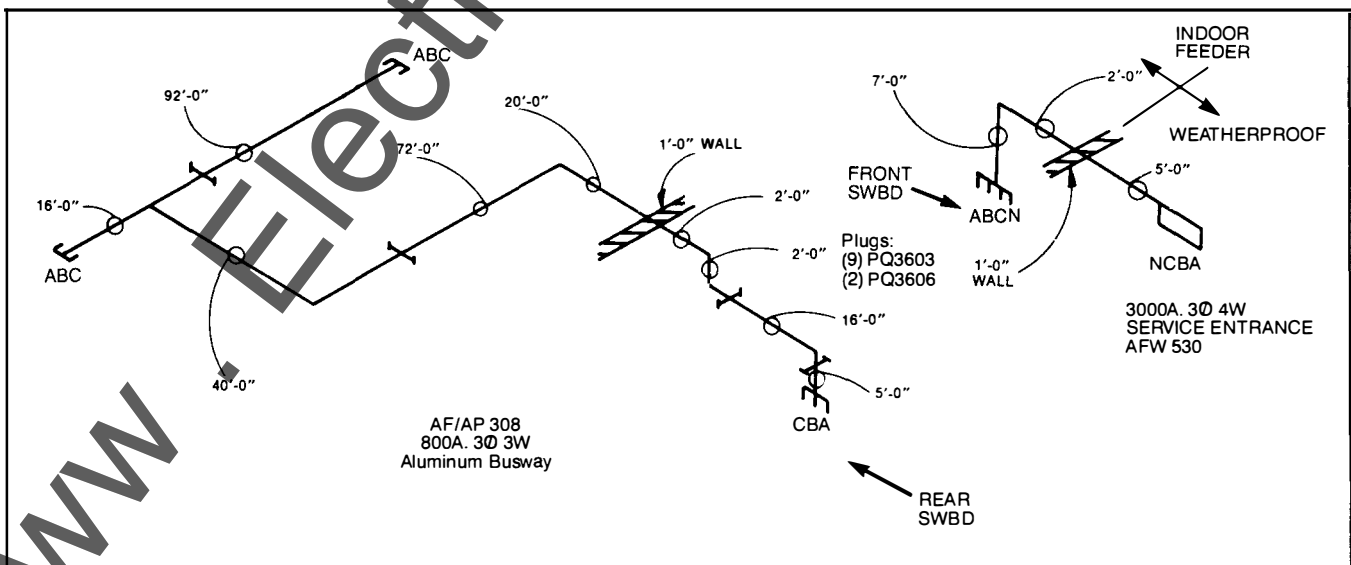 ABC
92'-0"
16'-0"
ABC
40'-0"
72'-0"
20'-0"
1'-0" WALL
2'-0"
2'-0"
16'-0"
5'-0"
CBA
AF/AP 308
800A. 3Ø 3W
Aluminum Busway
REAR
SWBD
Plugs:
(9) PQ3603
(2) PQ3606
FRONT
SWBD
7'-0"
ABCN
2'-0"
INDOOR
FEEDER
WEATHERPROOF
5'-0"
1'-0"
WALL
NCBA
3000A. 3Ø 4W
SERVICE ENTRANCE
AFW 530
www . Electr